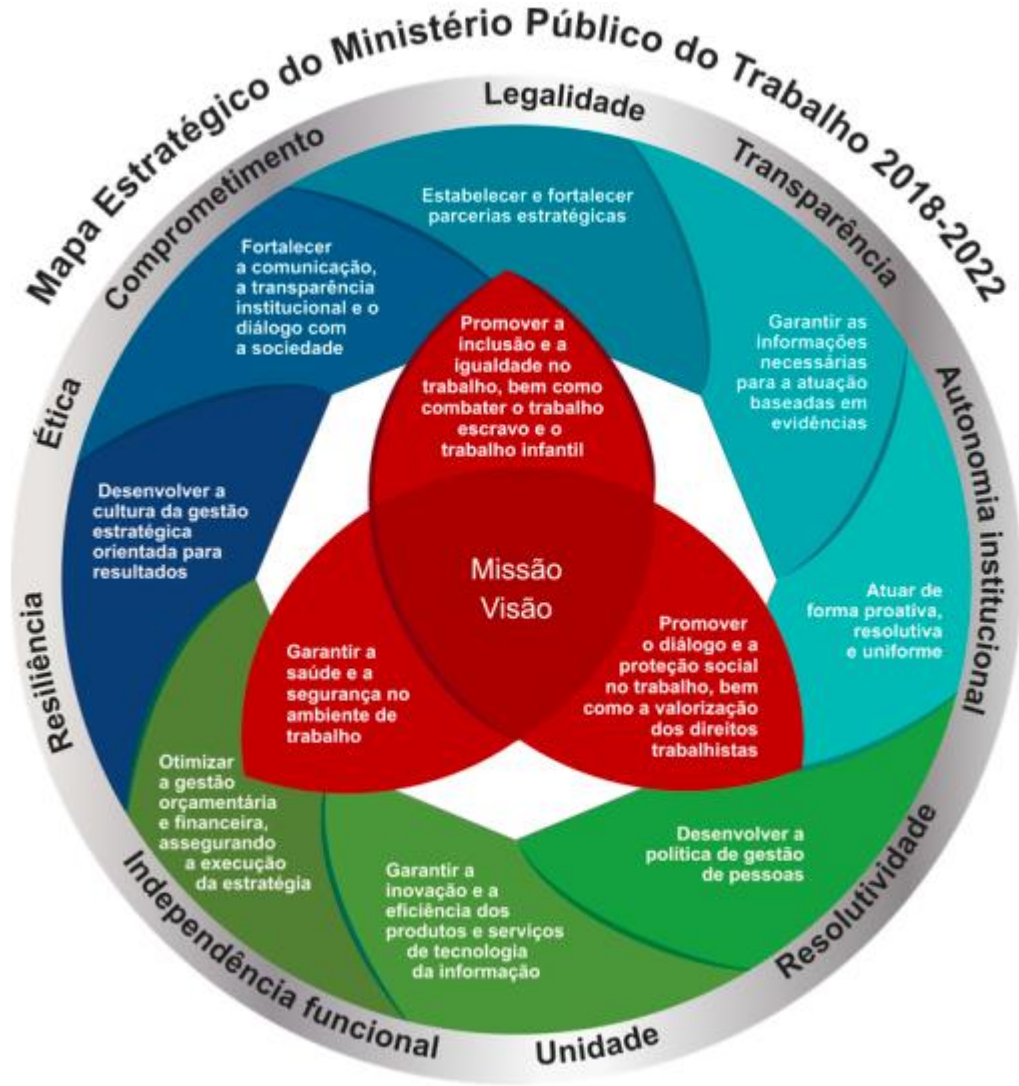 Mapa Estratégico do Ministério Público do Trabalho 2018-2022
Legalidade
Transparência
Autonomia institucional
Resolutividade
Unidade
Independência funcional
Resiliência
Ética
Comprometimento
Estabelecer e fortalecer
parcerias estratégicas
Garantir as
informações
necessárias
para a atuação
baseadas em
evidências
Atuar de
forma proativa,
resolutiva
e uniforme
Desenvolver a
política de gestão
de pessoas
Garantir a
inovação e a
eficiência dos
produtos e serviços
de tecnologia
da informação
Otimizar
a gestão
orçamentária
e financeira,
assegurando
a execução
da estratégia
Desenvolver a
cultura da gestão
estratégica
orientada para
resultados
Fortalecer
a comunicação,
a transparência
institucional e o
diálogo com
a sociedade
Promover a
inclusão e a
igualdade no
trabalho, bem como
combater o trabalho
escravo e o
trabalho infantil
Missão
Visão
Garantir a
saúde e a
segurança no
ambiente de
trabalho
Promover
o diálogo e a
proteção social
no trabalho, bem
como a valorização
dos direitos
trabalhistas